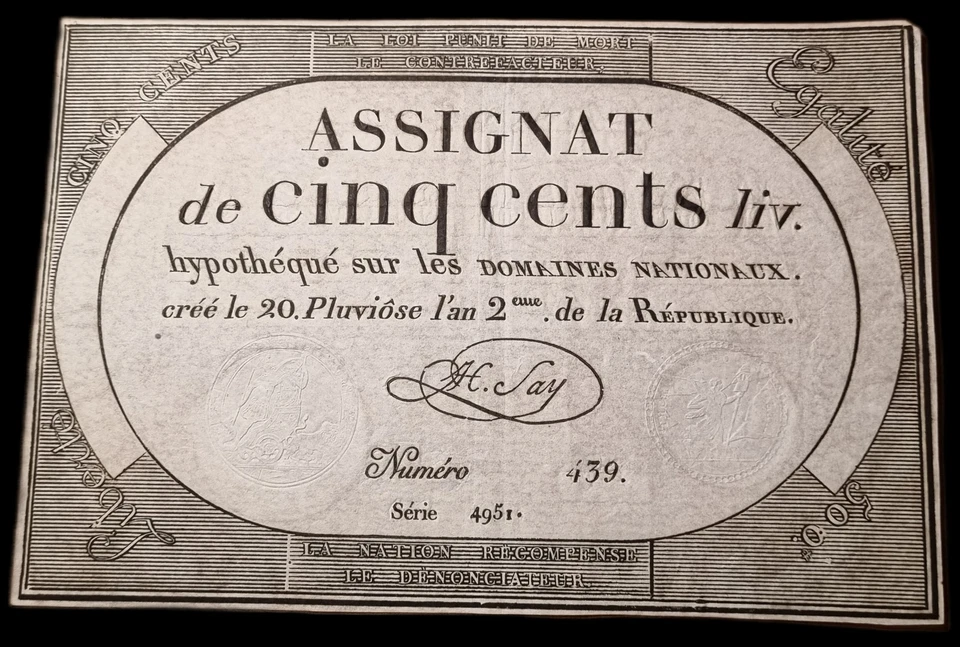 LA LOI PUNIT DE MORT
LE CONTREFACTEUR.
CINQ CENTS
Egalité
ASSIGNAT
de cinq cents liv.
hypothéqué sur les DOMAINES NATIONAUX.
créé le 20. Pluviôse l'an 2eme. de la RÉPUBLIQUE.
H. Say
Numéro 439.
Série 4951.
Liberté
500₶
LA NATION RÉCOMPENSE
LE DÉNONCIATEUR.